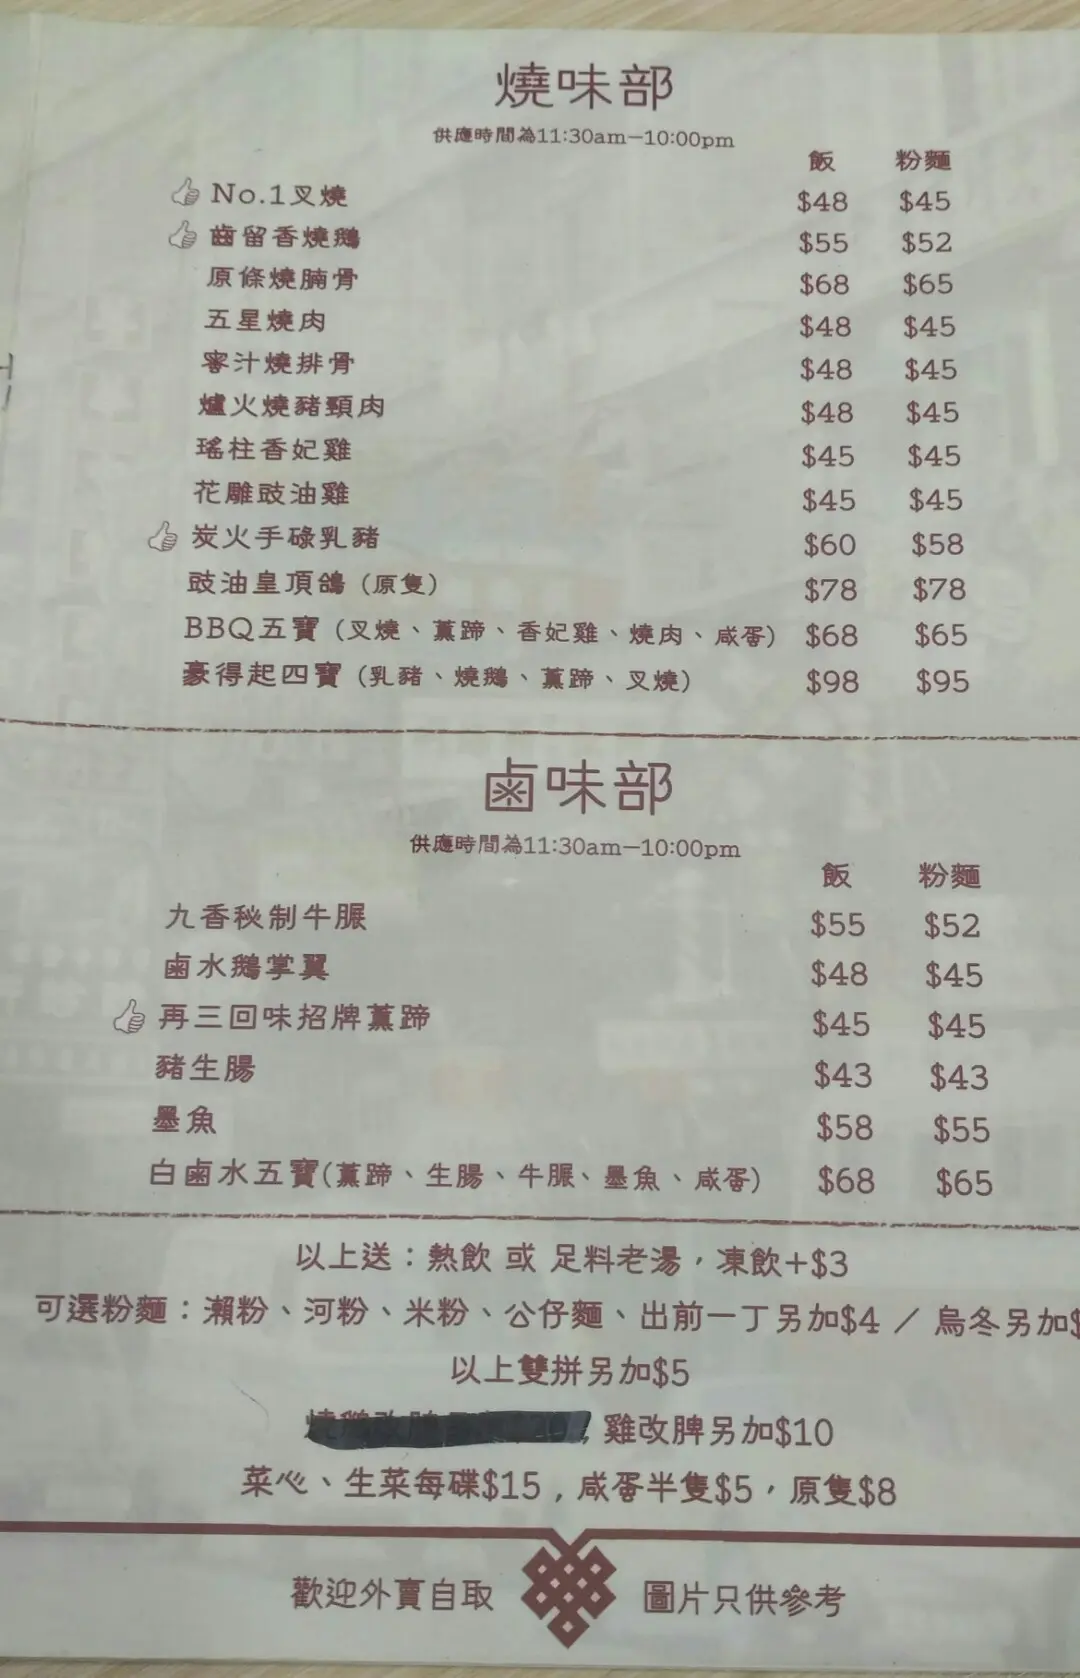 燒味部
供應時間為11:30am—10:00pm
飯 粉麵
No.1叉燒 $48 $45
齒留香燒鵝 $55 $52
原條燒腩骨 $68 $65
五星燒肉 $48 $45
蜜汁燒排骨 $48 $45
爐火燒豬頸肉 $48 $45
瑤柱香妃雞 $45 $45
花雕豉油雞 $45 $45
炭火手碌乳豬 $60 $58
豉油皇頂鴿（原隻） $78 $78
BBQ五寶（叉燒、薰蹄、香妃雞、燒肉、咸蛋） $68 $65
豪得起四寶（乳豬、燒鵝、薰蹄、叉燒） $98 $95
鹵味部
供應時間為11:30am—10:00pm
飯 粉麵
九香秘制牛𦟌 $55 $52
鹵水鵝掌翼 $48 $45
再三回味招牌薰蹄 $45 $45
豬生腸 $43 $43
墨魚 $58 $55
白鹵水五寶(薰蹄、生腸、牛𦟌、墨魚、咸蛋) $68 $65
以上送：熱飲 或 足料老湯，凍飲+$3
可選粉麵：瀨粉、河粉、米粉、公仔麵、出前一丁另加$4 / 烏冬另加$
以上雙拼另加$5
, 雞改脾另加$10
菜心、生菜每碟$15 , 咸蛋半隻$5，原隻$8
歡迎外賣自取 圖片只供參考